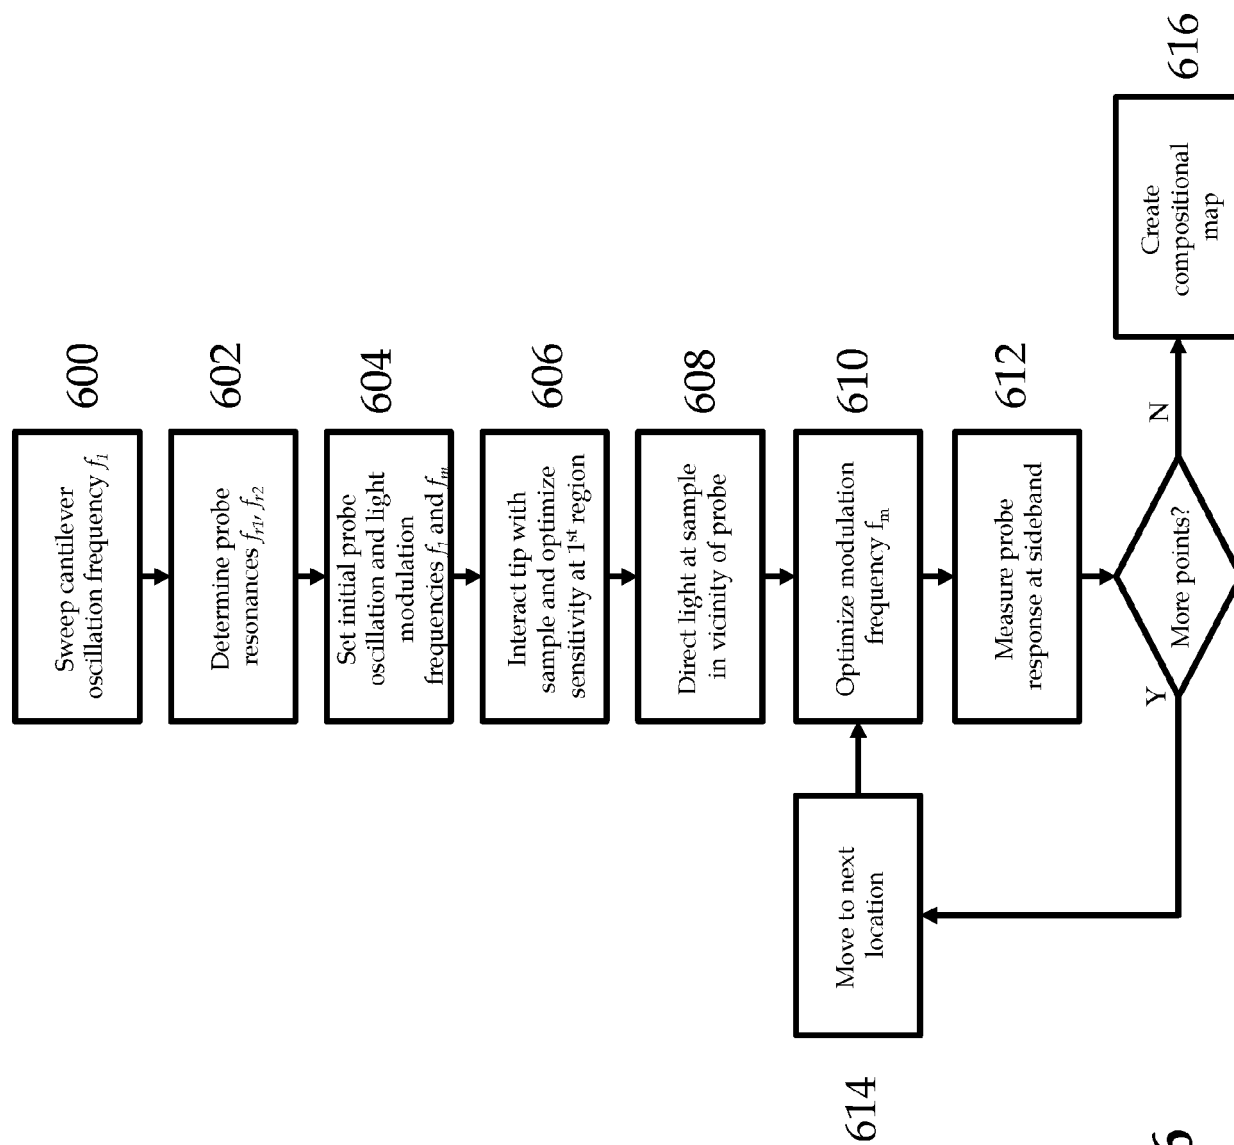 600
Sweep cantilever
oscillation frequency f1
602
Determine probe
resonances fr1, fr2
604
Set initial probe
oscillation and light
modulation
frequencies f1 and fm
606
Interact tip with
sample and optimize
sensitivity at 1st region
608
Direct light at sample
in vicinity of probe
610
Optimize modulation
frequency fm
612
Measure probe
response at sideband
More points?
Y
N
614
Move to next
location
616
Create
compositional
map
6